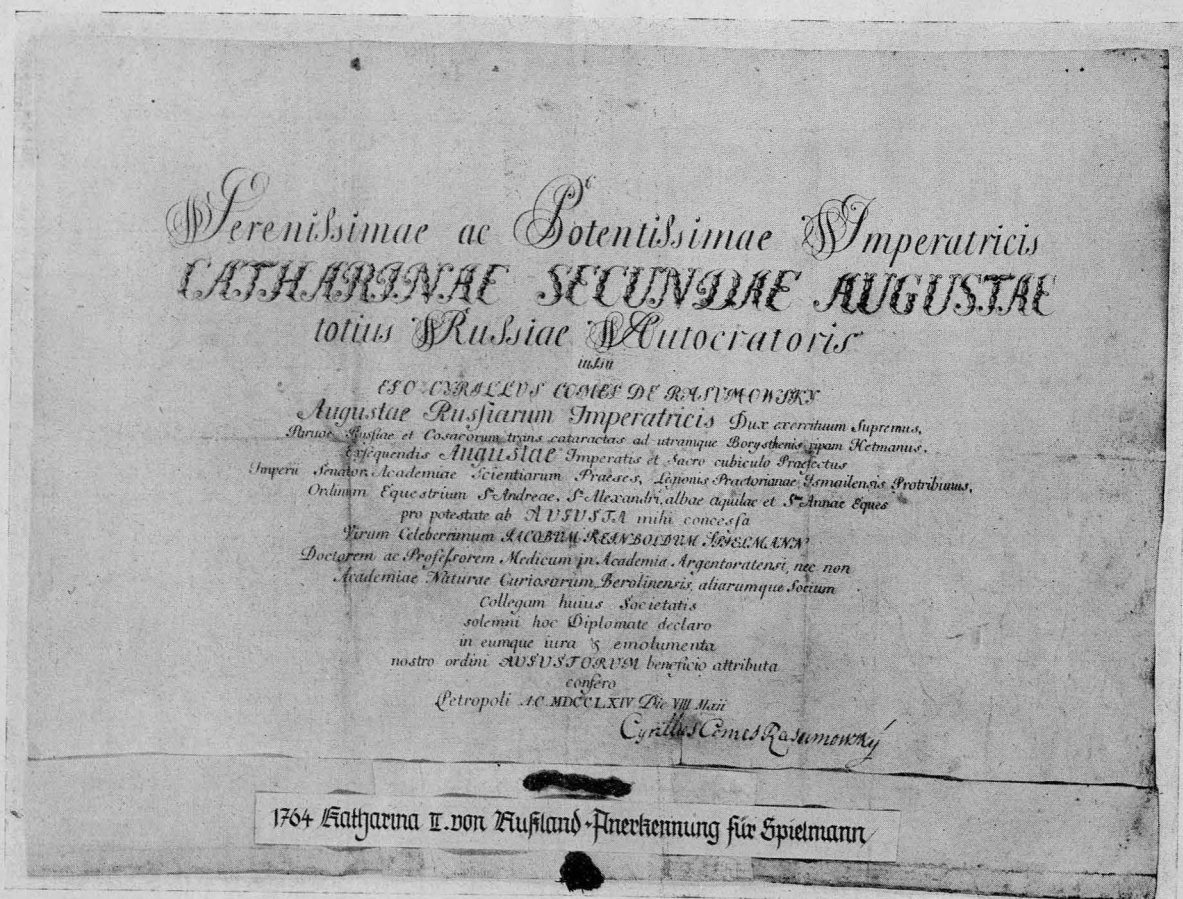 Serenissimae ac Potentissimae Imperatricis
CATHARINAE SECUNDAE AUGUSTAE
totius Russiae Autocratoris
iussu
EGO CYRILLUS COMES DE RASUMOWSKY
Augustae Russiarum Imperatricis Dux exercituum Supremus,
Parvae Russiae et Cosacorum trans cataractas ad utramque Borysthenis ripam Hetmanus,
Exsequendis Augustae Imperatis et Sacro cubiculo Praefectus
Imperii Senator, Academiae Scientiarum Praeses, Legionis Praetorianae Ismailensis Protribunus,
Ordinum Equestrium Sti Andreae, Sti Alexandri, albae aquilae et Stae Annae Eques
pro potestate ab AUGUSTA mihi concessa
Virum Celeberrimum IACOBUM REINBOLDUM SPIELMANN
Doctorem ac Professorem Medicum in Academia Argentoratensi, nec non
Academiae Naturae Curiosorum, Berolinensis, aliarumque Socium
Collegam huius Societatis
solemni hoc Diplomate declaro
in eumque iura & emolumenta
nostro ordini AUGUSTORUM beneficio attributa
confero
Petropoli A.C. MDCCLXIV Die VIII Maii
Cyrillus Comes Rasumowský
1764 Katharina II. von Rußland-Anerkennung für Spielmann